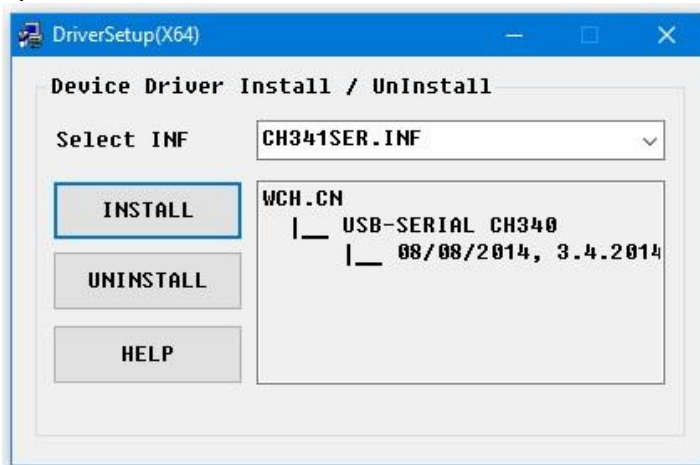 DriverSetup(X64)
Device Driver Install / UnInstall
Select INF
CH341SER.INF
INSTALL
UNINSTALL
HELP
WCH.CN
|__ USB-SERIAL CH340
|__ 08/08/2014, 3.4.2014